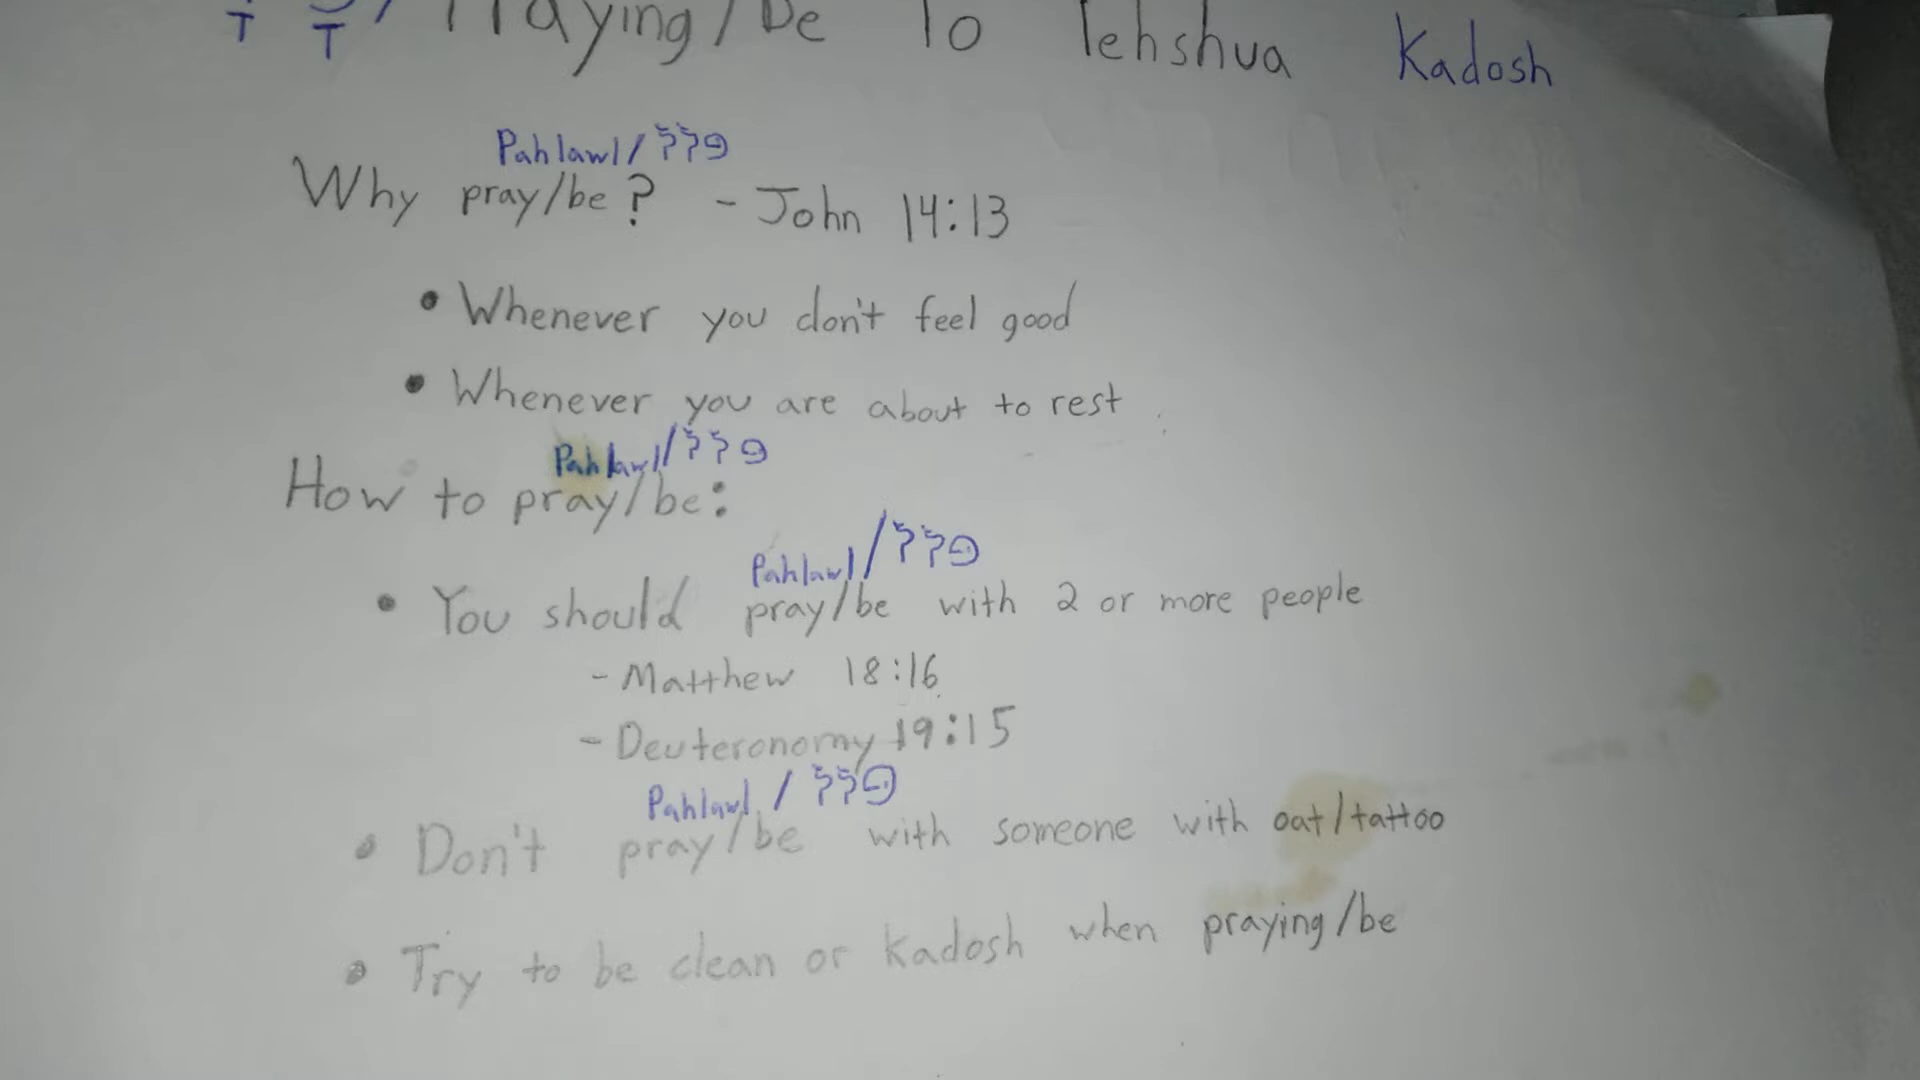 Praying/be To Yehshua Kadosh
Pahlawl/
Why pray/be? - John 14:13
• Whenever you don't feel good
• Whenever you are about to rest
Pahlawl/
How to pray/be:
Pahlawl/
• You should pray/be with 2 or more people
- Matthew 18:16
- Deuteronomy 19:15
Pahlawl/
• Don't pray/be with someone with oat/tattoo
• Try to be clean or kadosh when praying/be